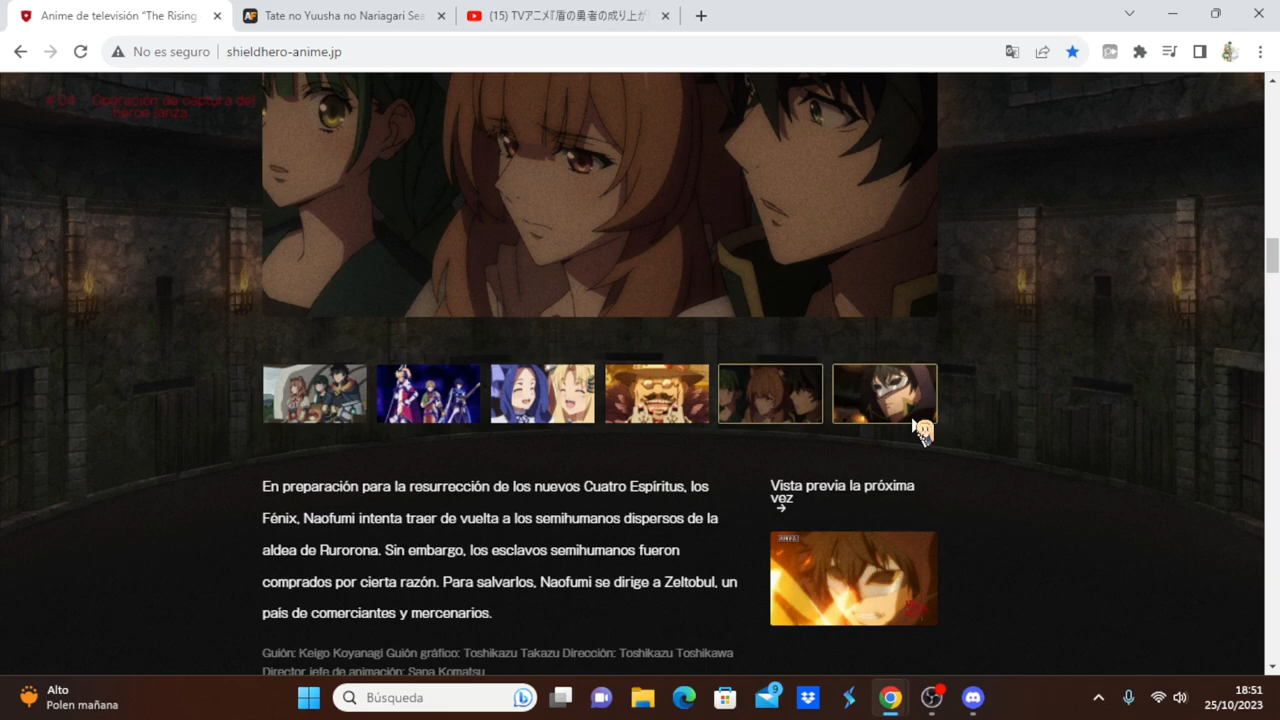 Anime de televisión “The Rising
Tate no Yuusha no Nariagari Sea
(15) TVアニメ『盾の勇者の成り上がり
No es seguro
shieldhero-anime.jp
# 04 Operación de captura del
héroe lanza
En preparación para la resurrección de los nuevos Cuatro Espíritus, los
Fénix, Naofumi intenta traer de vuelta a los semihumanos dispersos de la
aldea de Rurorona. Sin embargo, los esclavos semihumanos fueron
comprados por cierta razón. Para salvarlos, Naofumi se dirige a Zeltobul, un
país de comerciantes y mercenarios.
Guión: Keigo Koyanagi Guión gráfico: Toshikazu Takazu Dirección: Toshikazu Toshikawa
Director jefe de animación: Sana Komatsu
Vista previa la próxima
vez
→
Alto
Polen mañana
Búsqueda
9
18:51
25/10/2023